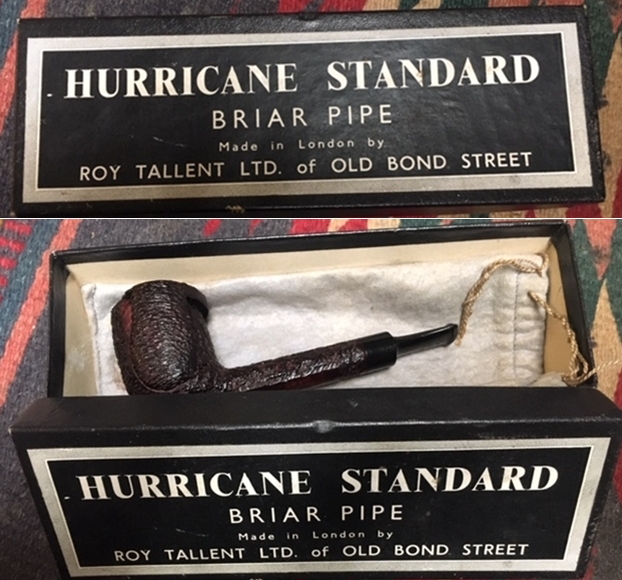 HURRICANE STANDARD
BRIAR PIPE
Made in London by
ROY TALLENT LTD. of OLD BOND STREET
HURRICANE STANDARD
BRIAR PIPE
Made in London by
ROY TALLENT LTD. of OLD BOND STREET